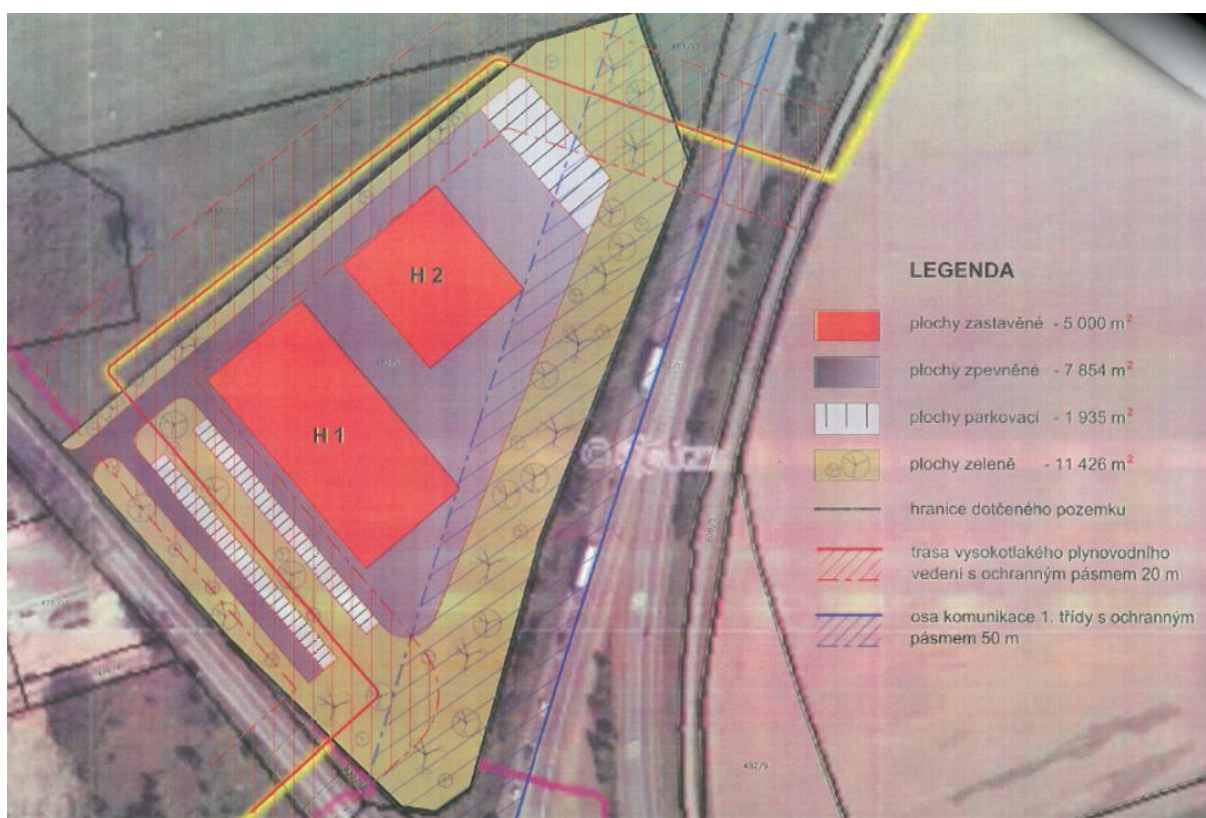 H 2
H 1
LEGENDA
plochy zastavěné - 5 000 m²
plochy zpevněné - 7 854 m²
plochy parkovací - 1 935 m²
plochy zeleně - 11 426 m²
hranice dotčeného pozemku
trasa vysokotlakého plynovodního
vedení s ochranným pásmem 20 m
osa komunikace 1. třídy s ochranným
pásmem 50 m
482/9